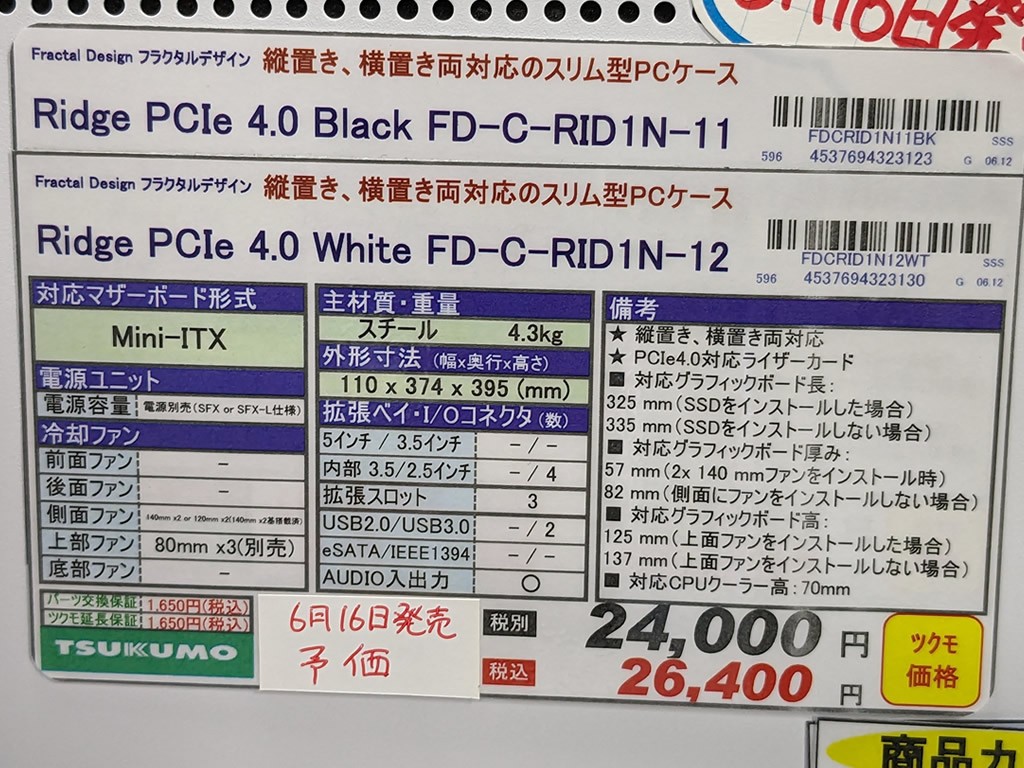 月16日発
Fractal Design フラクタルデザイン 縦置き、横置き両対応のスリム型PCケース
Ridge PCIe 4.0 Black FD-C-RID1N-11
FDCRID1N11BK SSS
596 4537694323123 G 06.12
Fractal Design フラクタルデザイン 縦置き、横置き両対応のスリム型PCケース
Ridge PCIe 4.0 White FD-C-RID1N-12
FDCRID1N12WT SSS
596 4537694323130 G 06.12
対応マザーボード形式
Mini-ITX
電源ユニット
電源容量 電源別売(SFX or SFX-L仕様)
冷却ファン
前面ファン －
後面ファン －
側面ファン 140mm x2 or 120mm x2(140mm x2基搭載済)
上部ファン 80mm x3(別売)
底部ファン －
主材質・重量
スチール 4.3kg
外形寸法 (幅x奥行x高さ)
110 x 374 x 395 (mm)
拡張ベイ・I/Oコネクタ(数)
5インチ / 3.5インチ －/－
内部 3.5/2.5インチ －/4
拡張スロット 3
USB2.0/USB3.0 －/2
eSATA/IEEE1394 －/－
AUDIO入出力 ○
備考
★ 縦置き、横置き両対応
★ PCIe4.0対応ライザーカード
■ 対応グラフィックボード長:
325 mm(SSDをインストールした場合)
335 mm(SSDをインストールしない場合)
■ 対応グラフィックボード厚み:
57 mm(2x 140 mmファンをインストール時)
82 mm(側面にファンをインストールしない場合)
■ 対応グラフィックボード高:
125 mm(上面ファンをインストールした場合)
137 mm(上面ファンをインストールしない場合)
■ 対応CPUクーラー高:70mm
パーツ交換保証 1,650円(税込)
ツクモ延長保証 1,650円(税込)
TSUKUMO
6月16日発売
予価
税別 24,000 円
税込 26,400 円
ツクモ
価格
商品力